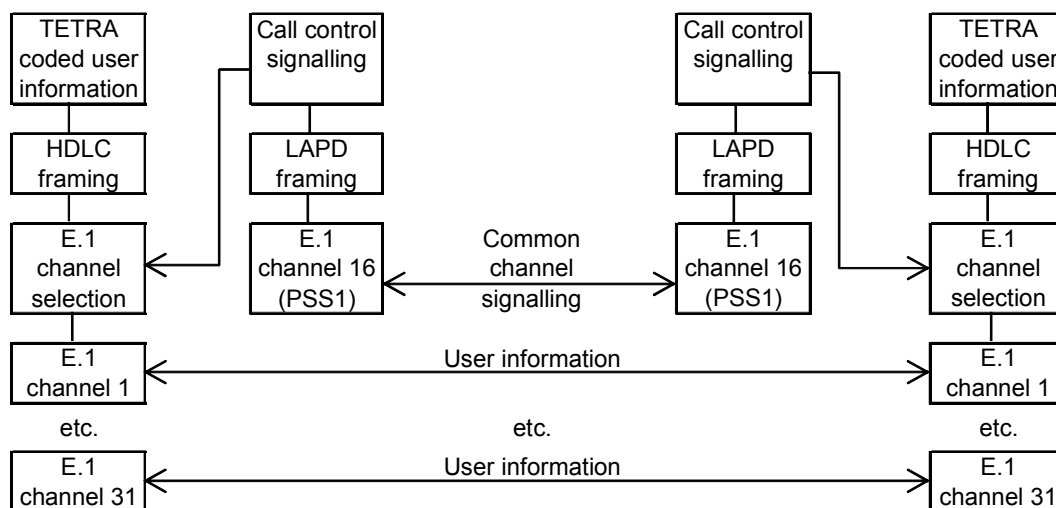 TETRA
coded user
information
Call control
signalling
Call control
signalling
TETRA
coded user
information
HDLC
framing
LAPD
framing
LAPD
framing
HDLC
framing
E.1
channel
selection
E.1
channel 16
(PSS1)
Common
channel
signalling
E.1
channel 16
(PSS1)
E.1
channel
selection
E.1
channel 1
User information
E.1
channel 1
etc.
etc.
etc.
E.1
channel 31
User information
E.1
channel 31